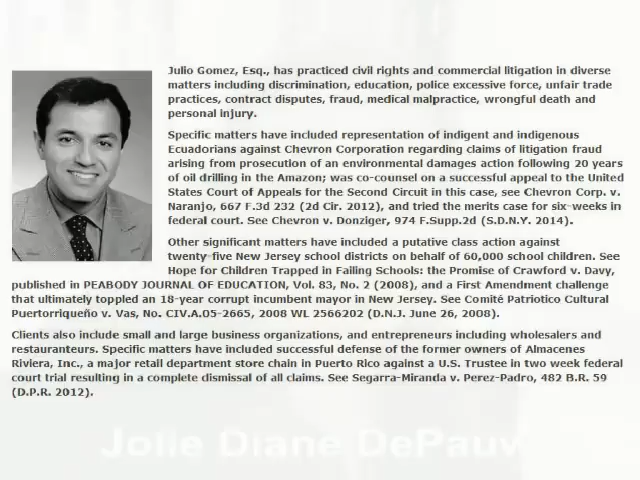 Julio Gomez, Esq., has practiced civil rights and commercial litigation in diverse
matters including discrimination, education, police excessive force, unfair trade
practices, contract disputes, fraud, medical malpractice, wrongful death and
personal injury.
Specific matters have included representation of indigent and indigenous
Ecuadorians against Chevron Corporation regarding claims of litigation fraud
arising from prosecution of an environmental damages action following 20 years
of oil drilling in the Amazon; was co-counsel on a successful appeal to the United
States Court of Appeals for the Second Circuit in this case, see Chevron Corp. v.
Naranjo, 667 F.3d 232 (2d Cir. 2012), and tried the merits case for six-weeks in
federal court. See Chevron v. Donziger, 974 F.Supp.2d (S.D.N.Y. 2014).
Other significant matters have included a putative class action against
twenty-five New Jersey school districts on behalf of 60,000 school children. See
Hope for Children Trapped in Failing Schools: the Promise of Crawford v. Davy,
published in PEABODY JOURNAL OF EDUCATION, Vol. 83, No. 2 (2008), and a First Amendment challenge
that ultimately toppled an 18-year corrupt incumbent mayor in New Jersey. See Comité Patriotico Cultural
Puertorriqueño v. Vas, No. CIV.A.05-2665, 2008 WL 2566202 (D.N.J. June 26, 2008).
Clients also include small and large business organizations, and entrepreneurs including wholesalers and
restauranteurs. Specific matters have included successful defense of the former owners of Almacenes
Riviera, Inc., a major retail department store chain in Puerto Rico against a U.S. Trustee in two week federal
court trial resulting in a complete dismissal of all claims. See Segarra-Miranda v. Perez-Padro, 482 B.R. 59
(D.P.R. 2012).
Jolie Diane DePauw